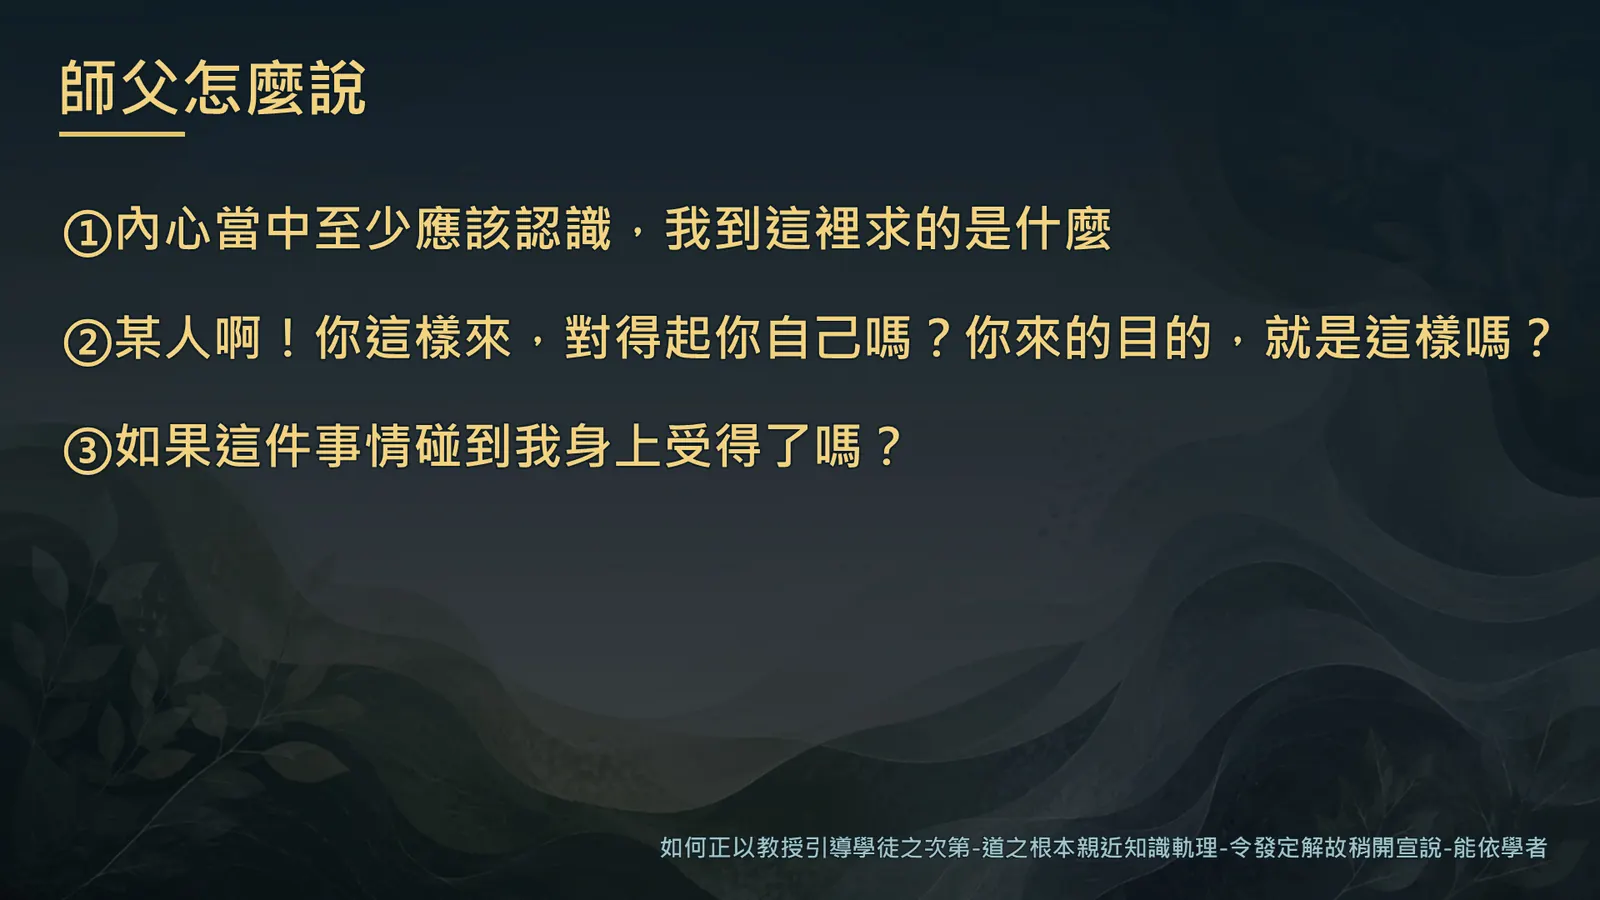 師父怎麼說
①內心當中至少應該認識，我到這裡求的是什麼
②某人啊！你這樣來，對得起你自己嗎？你來的目的，就是這樣嗎？
③如果這件事情碰到我身上受得了嗎？
如何正以教授引導學徒之次第-道之根本親近知識軌理-令發定解故稍開宣說-能依學者